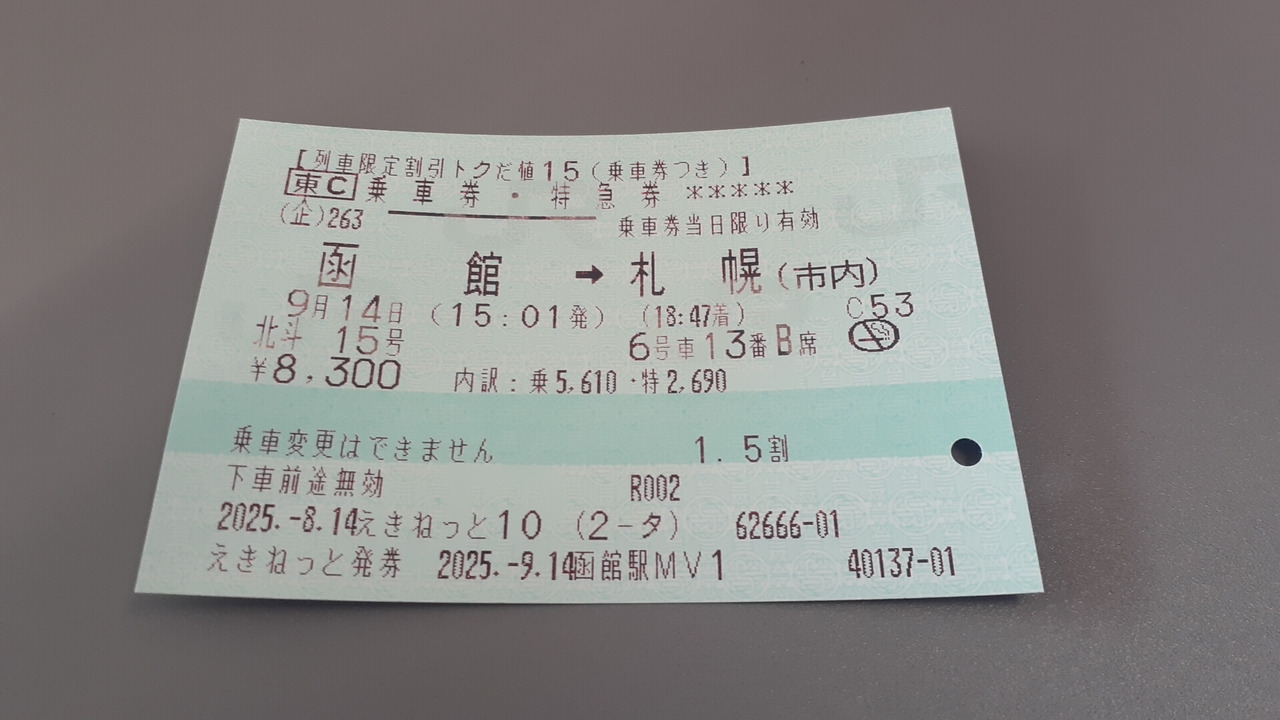 [列車限定割引トクだ値15(乗車券つき)]
東C 乗車券・特急券 *****
(企)263
乗車券当日限り有効
函館 → 札幌(市内)
9月14日 (15:01発) (18:47着) C53
北斗 15号 6号車13番B席
¥8,300 内訳:乗5,610・特2,690
乗車変更はできません 1.5割
下車前途無効 R002
2025.-8.14えきねっと10 (2-タ) 62666-01
えきねっと発券 2025.-9.14函館駅MV1 40137-01